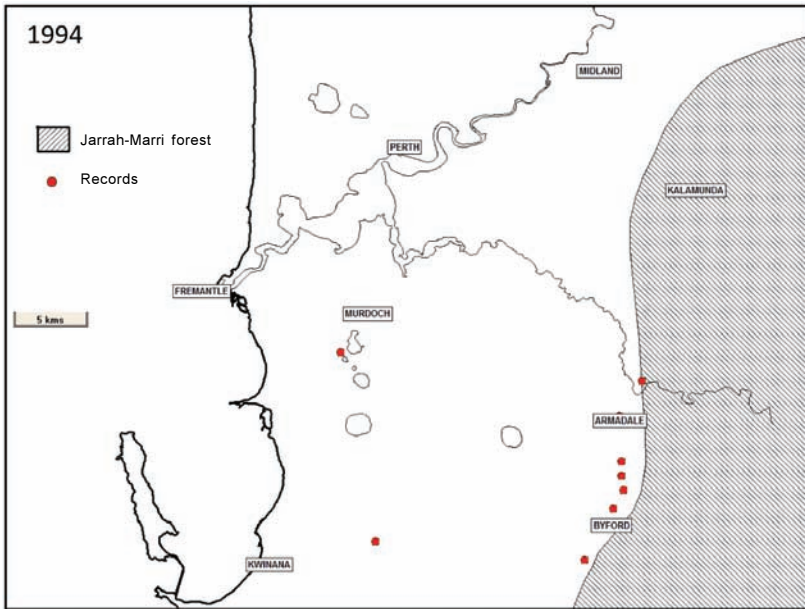 1994
Jarrah-Marri forest
Records
MIDLAND
PERTH
KALAMUNDA
FREMANTLE
5 kms
MURDOCH
ARMADALE
BYFORD
KWINANA